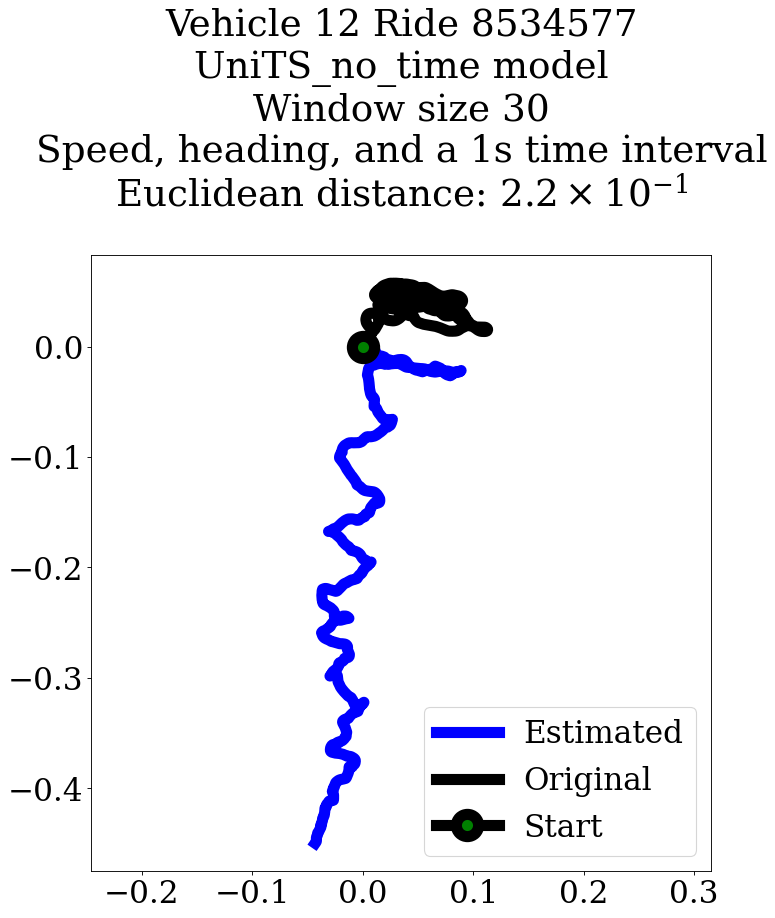 Vehicle 12 Ride 8534577
UniTS_no_time model
Window size 30
Speed, heading, and a 1s time interval
Euclidean distance: 2.2 × 10⁻¹
0.0
−0.1
−0.2
−0.3
−0.4
Estimated
Original
Start
−0.2 −0.1 0.0 0.1 0.2 0.3